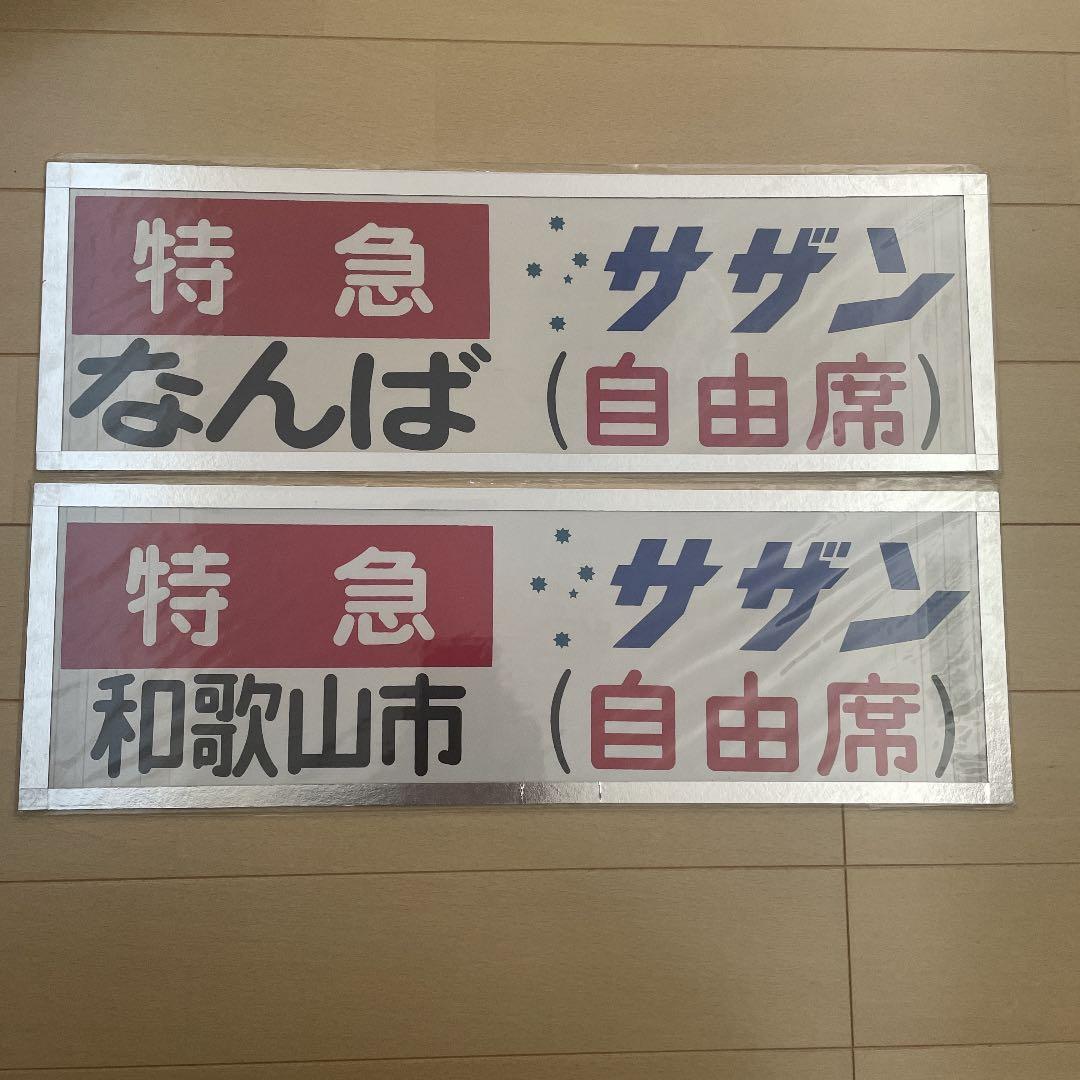 特急 サザン
なんば (自由席)
特急 サザン
和歌山市 (自由席)